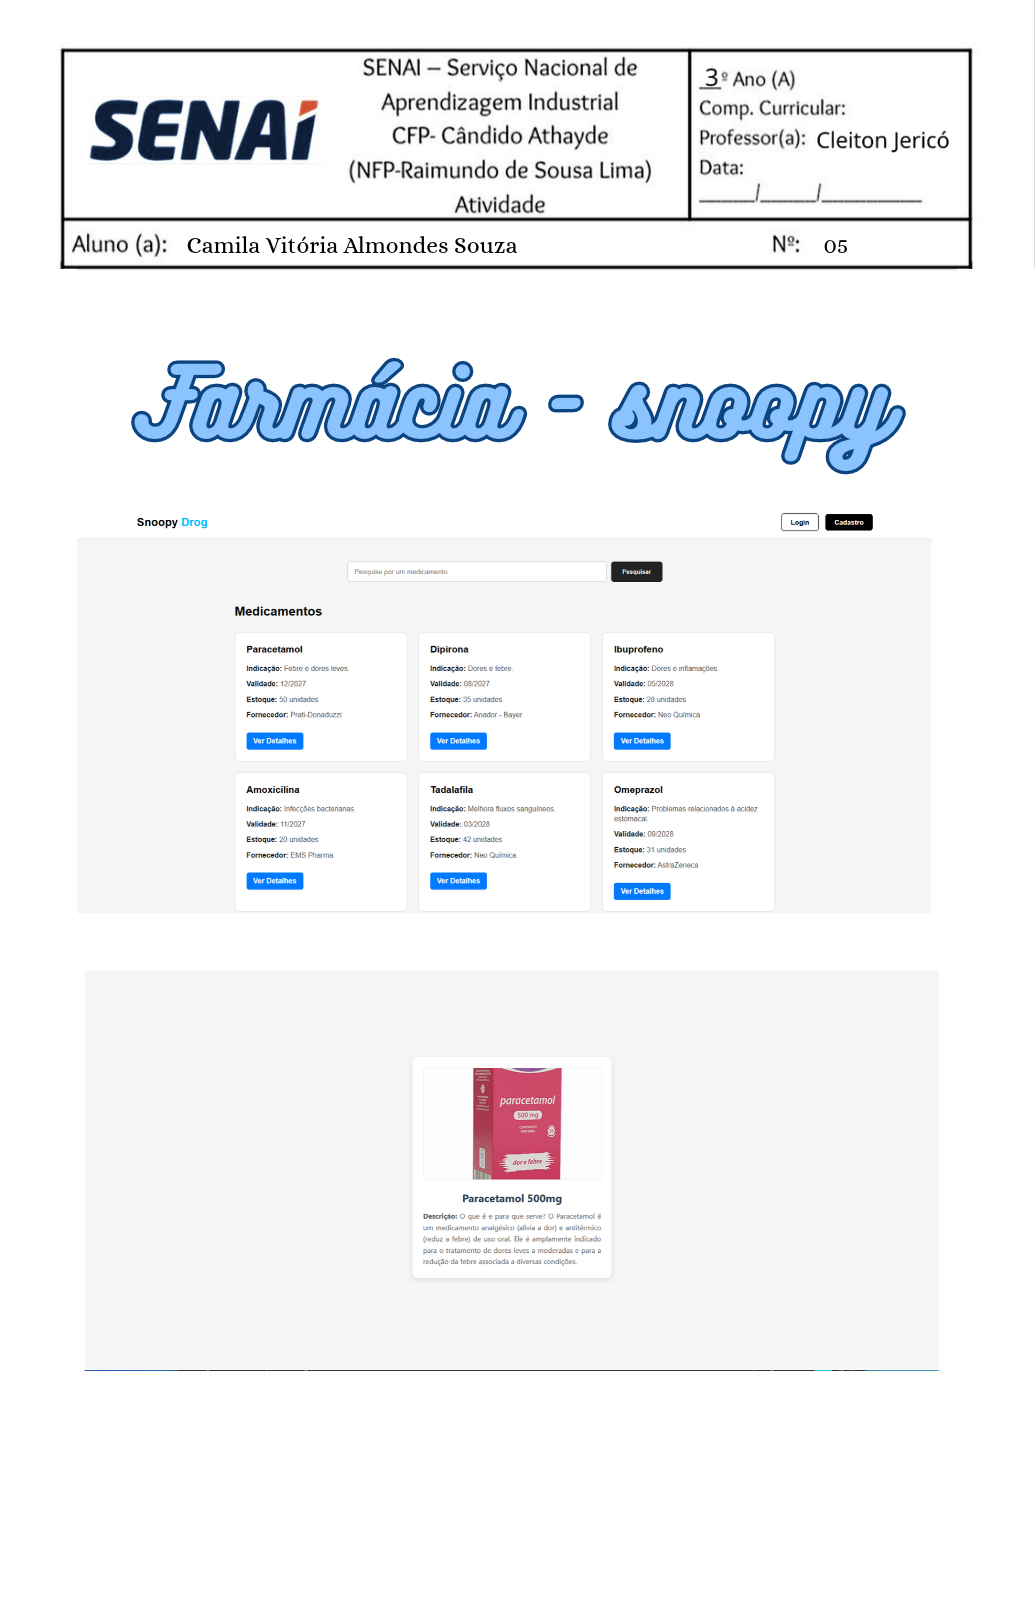 SENAI
SENAI – Serviço Nacional de
Aprendizagem Industrial
CFP- Cândido Athayde
(NFP-Raimundo de Sousa Lima)
Atividade
3º Ano (A)
Comp. Curricular:
Professor(a): Cleiton Jericó
Data:
_____/_____/_________
Aluno (a): Camila Vitória Almondes Souza Nº: 05
Farmácia - snoopy
Snoopy Drog Login Cadastro
Pesquise por um medicamento. Pesquisar
Medicamentos
Paracetamol
Indicação: Febre e dores leves.
Validade: 12/2027
Estoque: 50 unidades
Fornecedor: Prati-Donaduzzi
Ver Detalhes
Dipirona
Indicação: Dores e febre.
Validade: 08/2027
Estoque: 35 unidades
Fornecedor: Anador - Bayer
Ver Detalhes
Ibuprofeno
Indicação: Dores e inflamações.
Validade: 05/2028
Estoque: 28 unidades
Fornecedor: Neo Química
Ver Detalhes
Amoxicilina
Indicação: Infecções bacterianas.
Validade: 11/2027
Estoque: 20 unidades
Fornecedor: EMS Pharma
Ver Detalhes
Tadalafila
Indicação: Melhora fluxos sanguíneos.
Validade: 03/2028
Estoque: 42 unidades
Fornecedor: Neo Química
Ver Detalhes
Omeprazol
Indicação: Problemas relacionados à acidez
estomacal.
Validade: 09/2028
Estoque: 31 unidades
Fornecedor: AstraZeneca
Ver Detalhes
paracetamol
500 mg
dor e febre
Paracetamol 500mg
Descrição: O que é e para que serve? O Paracetamol é
um medicamento analgésico (alivia a dor) e antitérmico
(reduz a febre) de uso oral. Ele é amplamente indicado
para o tratamento de dores leves a moderadas e para a
redução da febre associada a diversas condições.